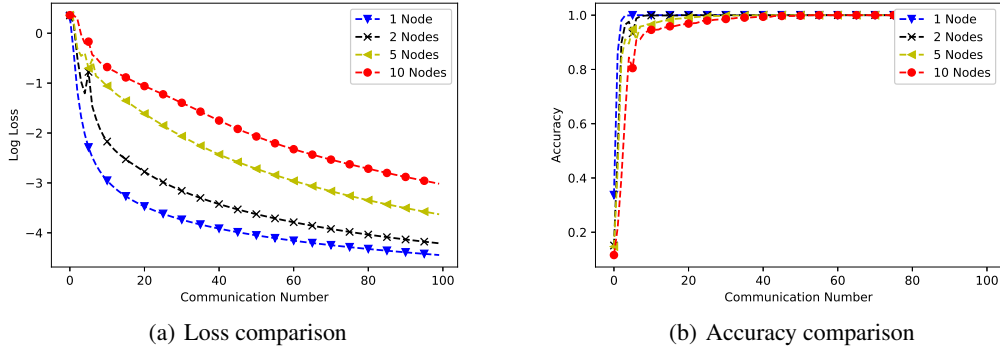 0
−1
−2
−3
−4
Log Loss
0
20
40
60
80
100
Communication Number
1 Node
2 Nodes
5 Nodes
10 Nodes
(a) Loss comparison
1.0
0.8
0.6
0.4
0.2
Accuracy
0
20
40
60
80
100
Communication Number
1 Node
2 Nodes
5 Nodes
10 Nodes
(b) Accuracy comparison